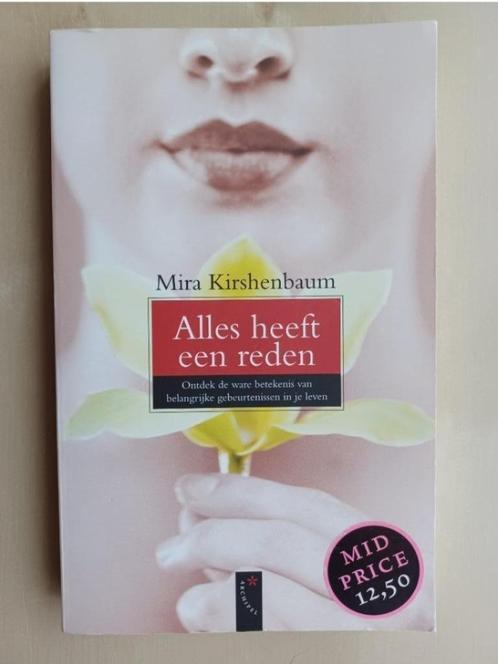 Mira Kirshenbaum
Alles heeft
een reden
Ontdek de ware betekenis van
belangrijke gebeurtenissen in je leven
MID
PRICE
12,50
ARCHIPEL